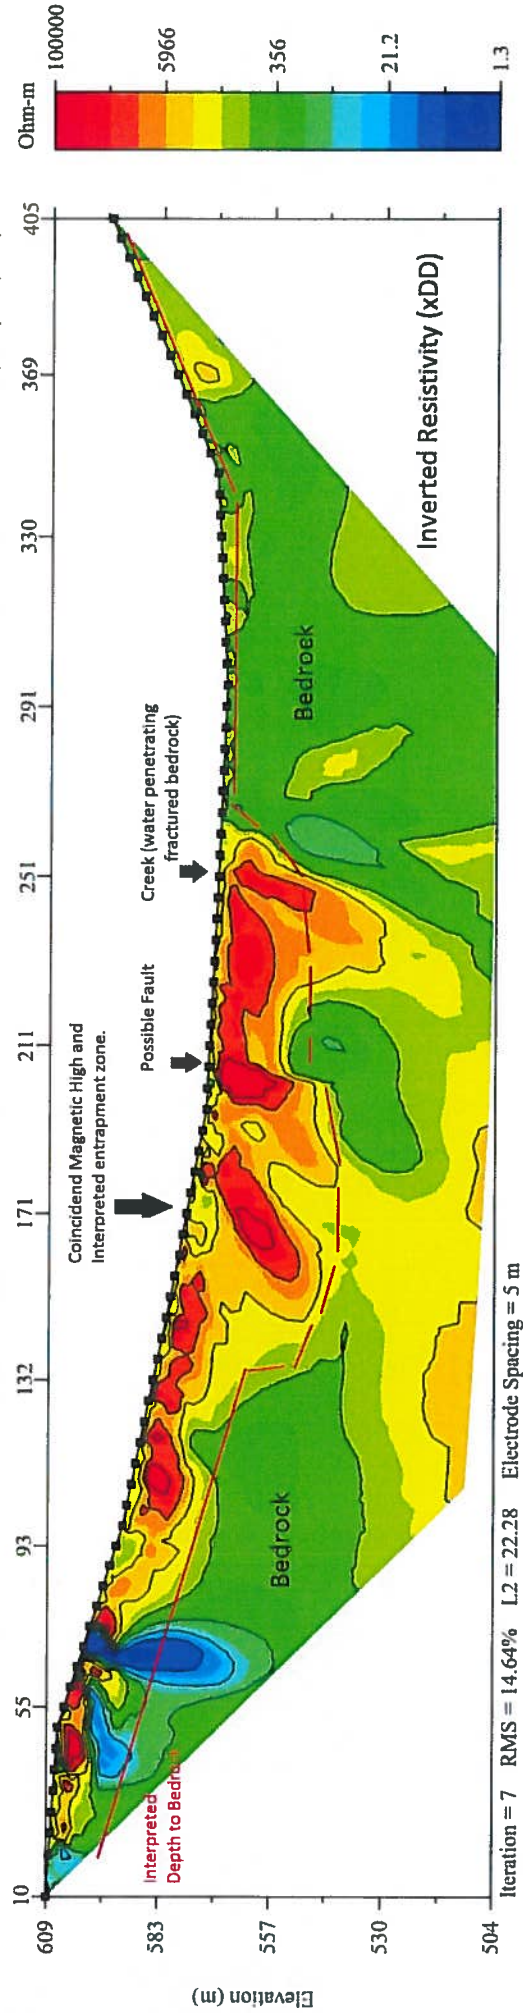 Ohm-m
100000
5966
356
21.2
1.3
10
55
93
132
171
211
251
291
330
369
405
Coincidend Magnetic High and
Interpreted entrapment zone.
Possible Fault
Creek (water penetrating
fractured bedrock)
609
583
557
530
504
Elevation (m)
Interpreted
Depth to
Bedrock
Bedrock
Inverted Resistivity (xDD)
Iteration = 7 RMS = 14.64% L2 = 22.28 Electrode Spacing = 5 m